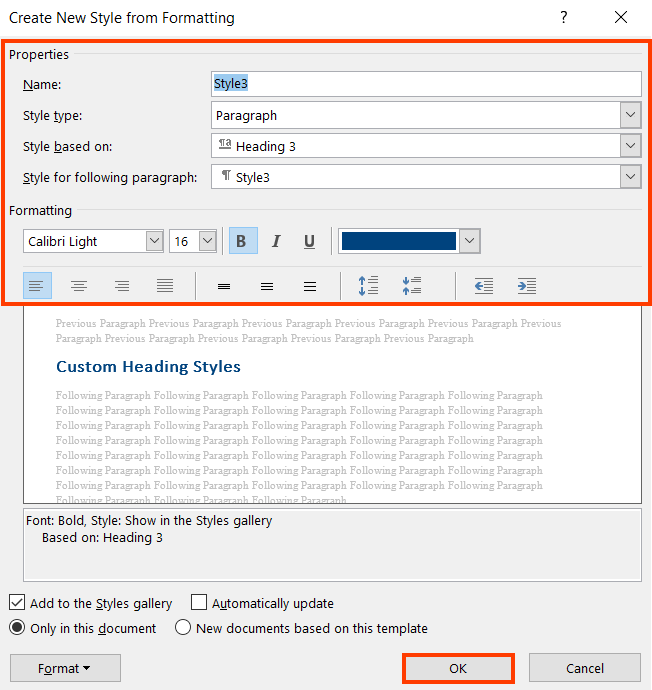 Create New Style from Formatting ?
Properties
Name: Style3
Style type: Paragraph
Style based on: ¶a Heading 3
Style for following paragraph: ¶ Style3
Formatting
Calibri Light 16 B I U
Previous Paragraph Previous Paragraph Previous Paragraph Previous Paragraph Previous Paragraph Previous
Paragraph Previous Paragraph Previous Paragraph Previous Paragraph Previous Paragraph
Custom Heading Styles
Following Paragraph Following Paragraph Following Paragraph Following Paragraph Following Paragraph
Following Paragraph Following Paragraph Following Paragraph Following Paragraph Following Paragraph
Following Paragraph Following Paragraph Following Paragraph Following Paragraph Following Paragraph
Following Paragraph Following Paragraph Following Paragraph Following Paragraph Following Paragraph
Following Paragraph Following Paragraph Following Paragraph Following Paragraph Following Paragraph
Following Paragraph Following Paragraph Following Paragraph Following Paragraph Following Paragraph
Following Paragraph Following Paragraph Following Paragraph Following Paragraph Following Paragraph
Following Paragraph Following Paragraph Following Paragraph
Font: Bold, Style: Show in the Styles gallery
Based on: Heading 3
Add to the Styles gallery Automatically update
Only in this document New documents based on this template
Format OK Cancel